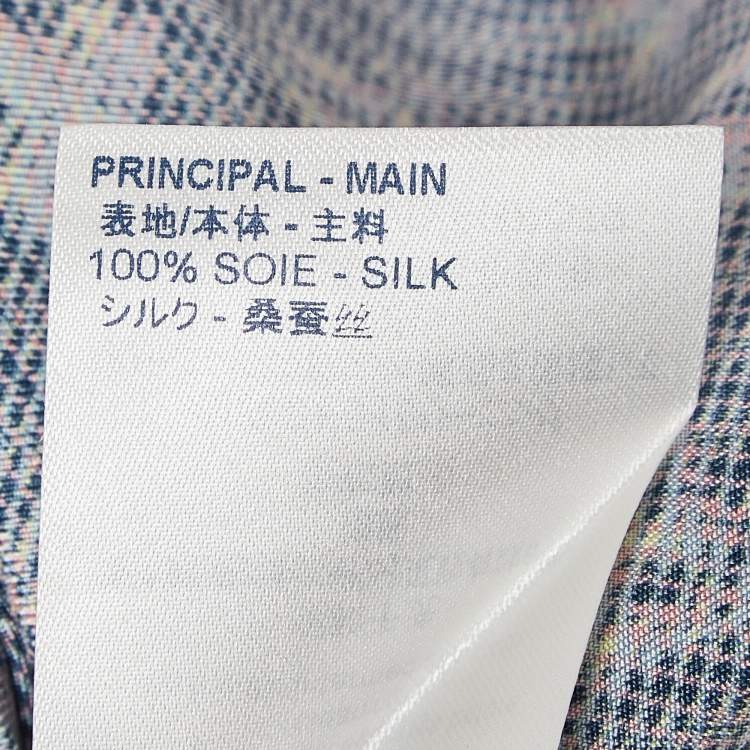 PRINCIPAL - MAIN
表地/本体 - 主料
100% SOIE - SILK
シルク - 桑蚕丝